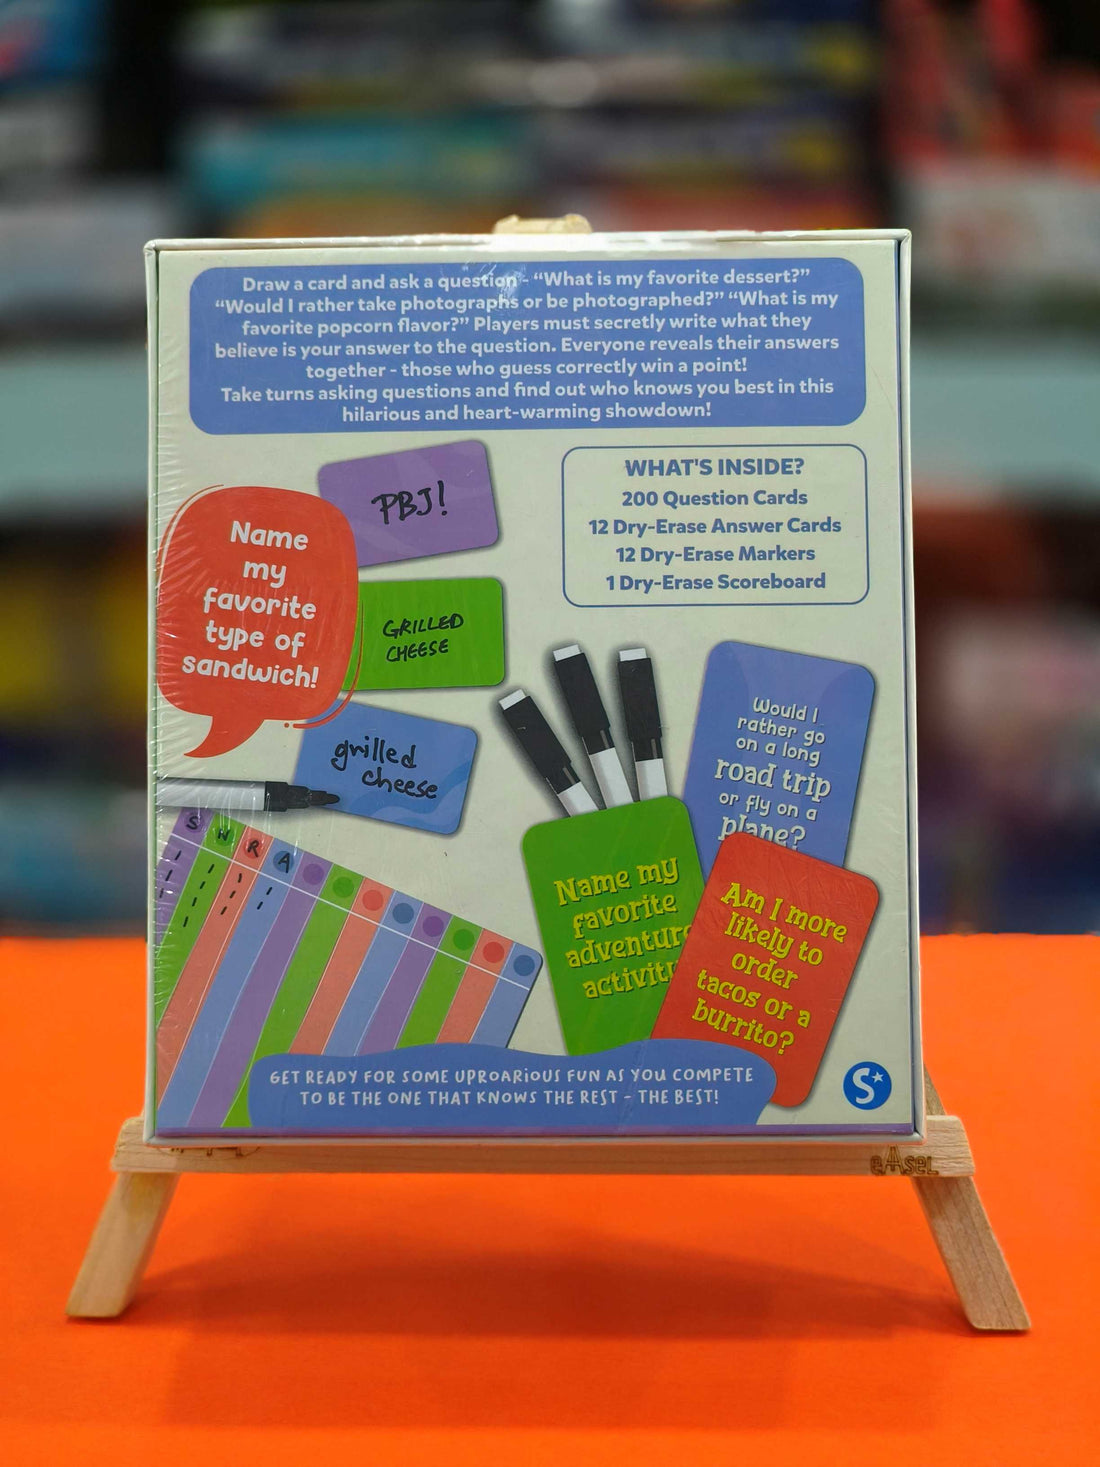 Draw a card and ask a question - “What is my favorite dessert?”
“Would I rather take photographs or be photographed?” “What is my
favorite popcorn flavor?” Players must secretly write what they
believe is your answer to the question. Everyone reveals their answers
together - those who guess correctly win a point!
Take turns asking questions and find out who knows you best in this
hilarious and heart-warming showdown!
PBJ!
Name
my
favorite
type of
sandwich!
GRILLED
CHEESE
grilled
cheese
WHAT'S INSIDE?
200 Question Cards
12 Dry-Erase Answer Cards
12 Dry-Erase Markers
1 Dry-Erase Scoreboard
Would I
rather go
on a long
road trip
or fly on a
plane?
Name my
favorite
adventure
activity
Am I more
likely to
order
tacos or a
burrito?
S W R A
GET READY FOR SOME UPROARIOUS FUN AS YOU COMPETE
TO BE THE ONE THAT KNOWS THE REST - THE BEST!
S
eAseL